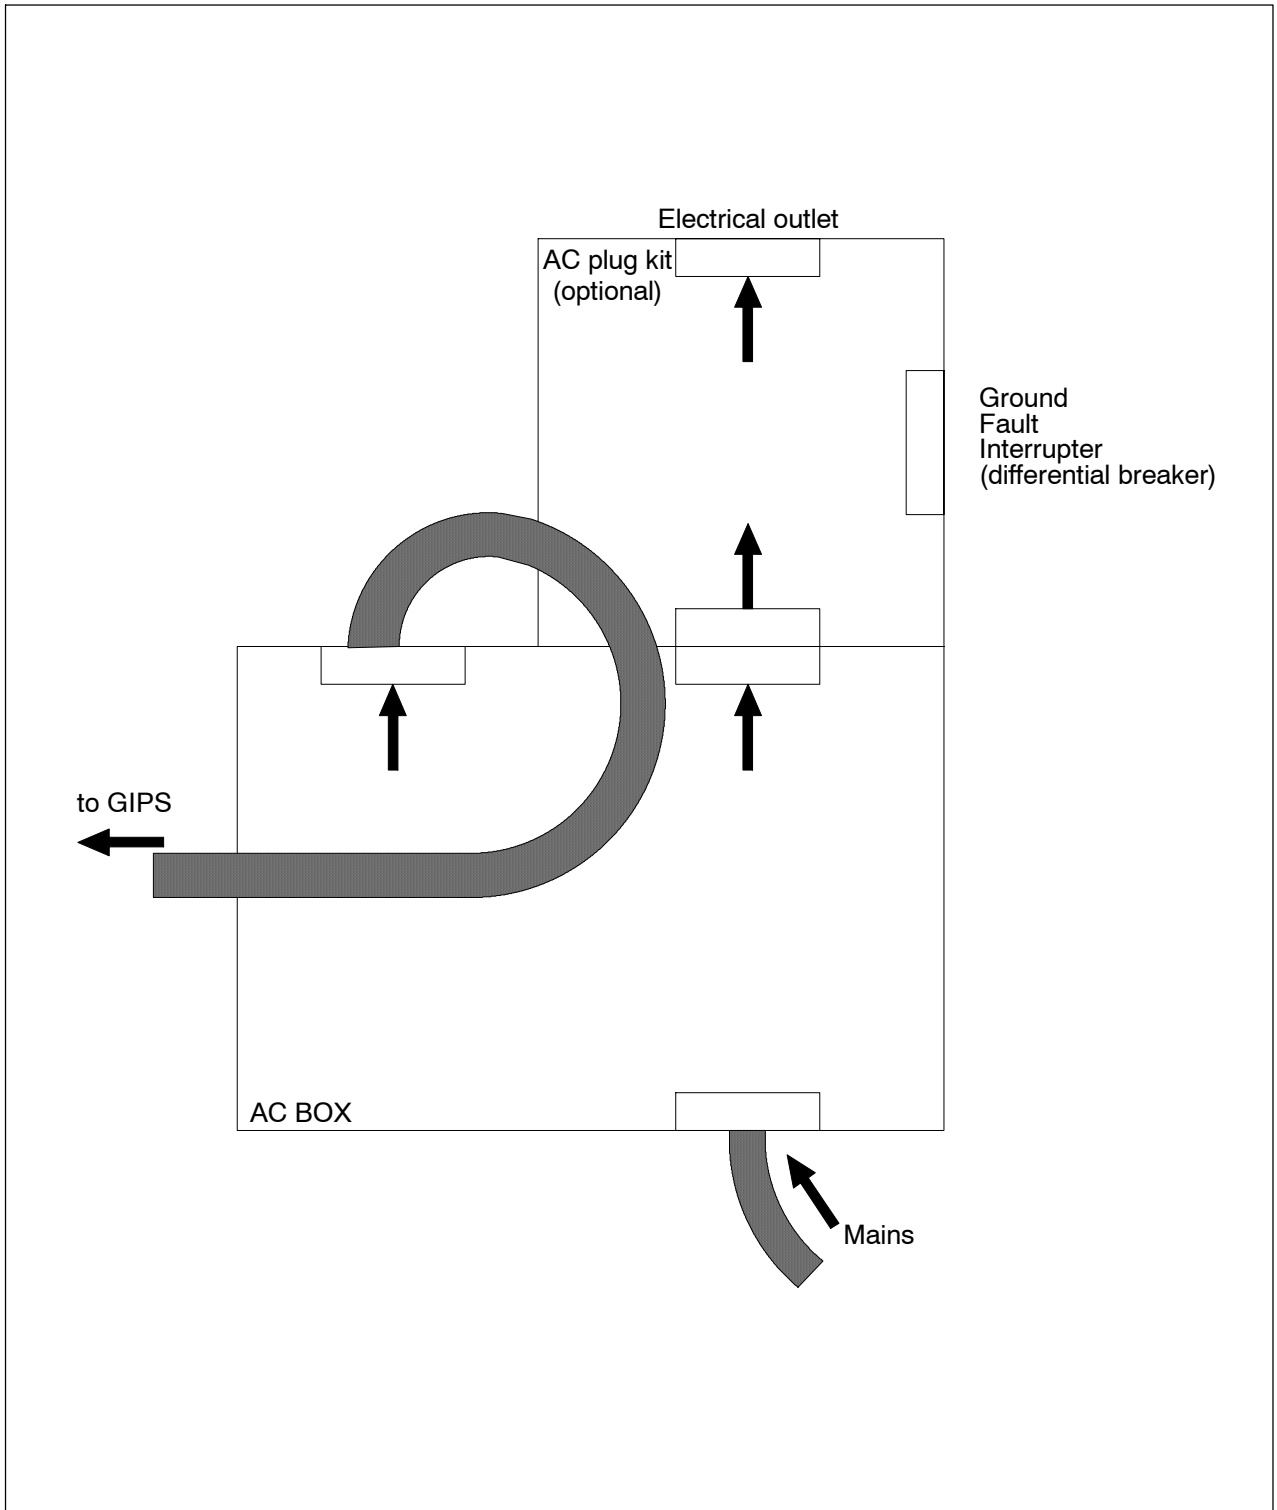 Electrical outlet
AC plug kit
(optional)
Ground
Fault
Interrupter
(differential breaker)
to GIPS
AC BOX
Mains